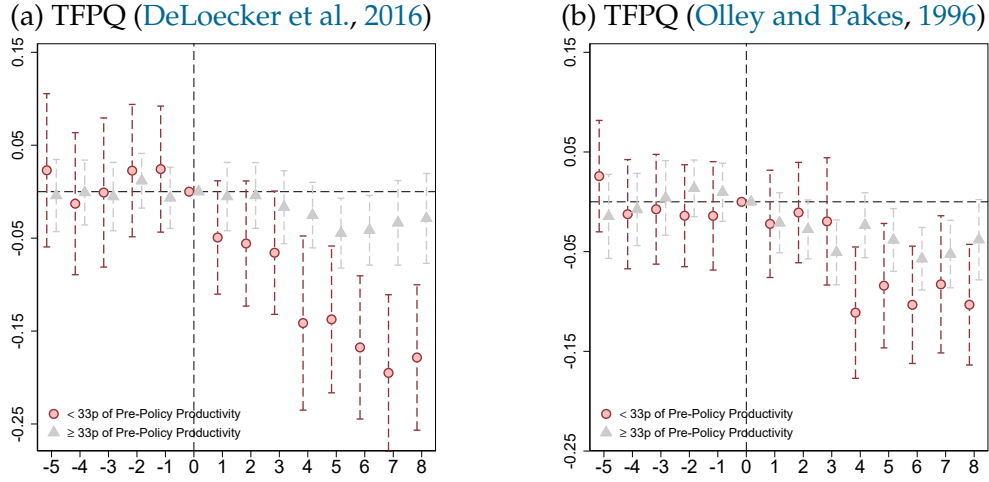 (a) TFPQ (DeLoecker et al., 2016)
0.15
0.05
-0.05
-0.15
-0.25
< 33p of Pre-Policy Productivity
≥ 33p of Pre-Policy Productivity
-5 -4 -3 -2 -1 0 1 2 3 4 5 6 7 8
(b) TFPQ (Olley and Pakes, 1996)
0.15
0.05
-0.05
-0.15
-0.25
< 33p of Pre-Policy Productivity
≥ 33p of Pre-Policy Productivity
-5 -4 -3 -2 -1 0 1 2 3 4 5 6 7 8